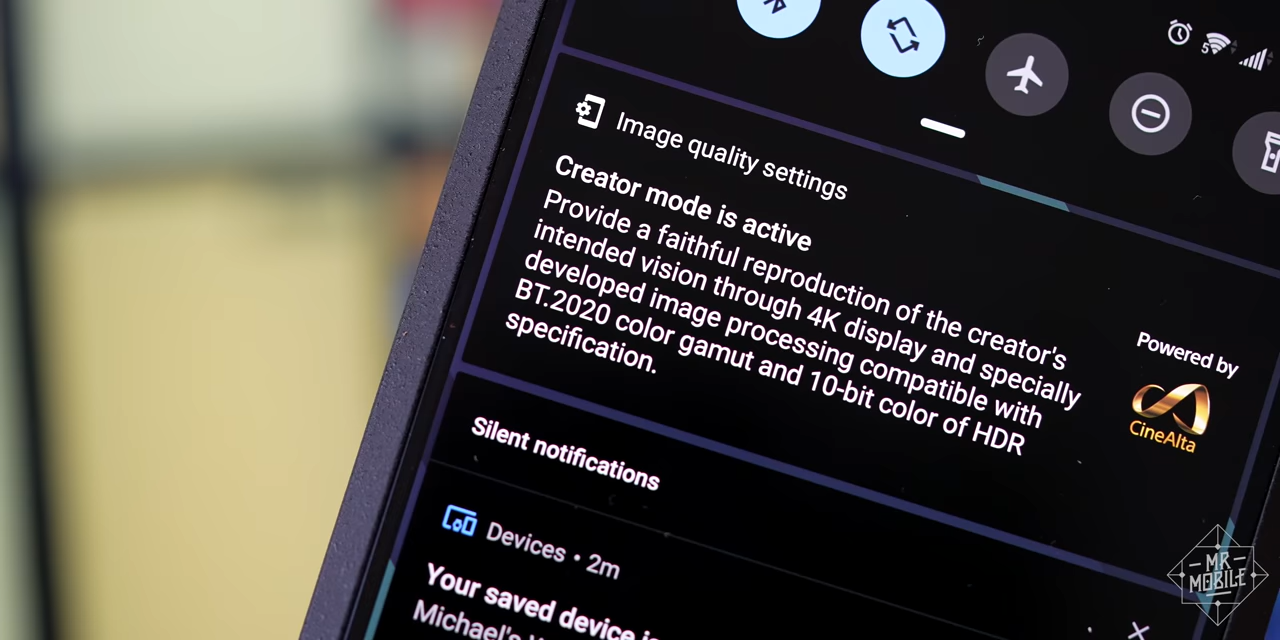 5
Image quality settings
Creator mode is active
Provide a faithful reproduction of the creator's
intended vision through 4K display and specially
developed image processing compatible with
BT.2020 color gamut and 10-bit color of HDR
specification.
Powered by
CineAlta
Silent notifications
Devices • 2m
Your saved device
Michael's
MR
MOBILE